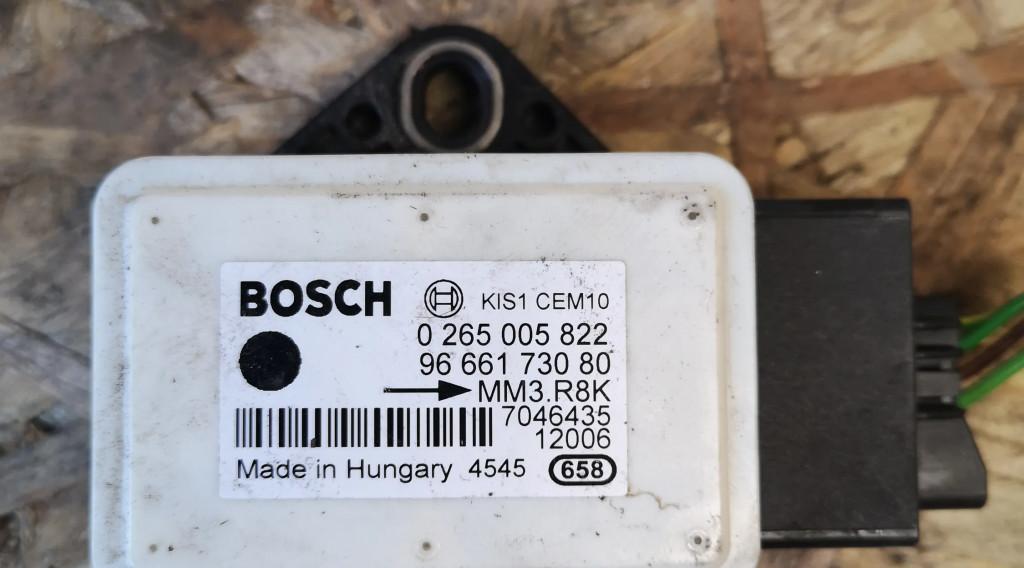 BOSCH KIS1 CEM10
0 265 005 822
96 661 730 80
MM3.R8K
7046435
12006
Made in Hungary 4545 658